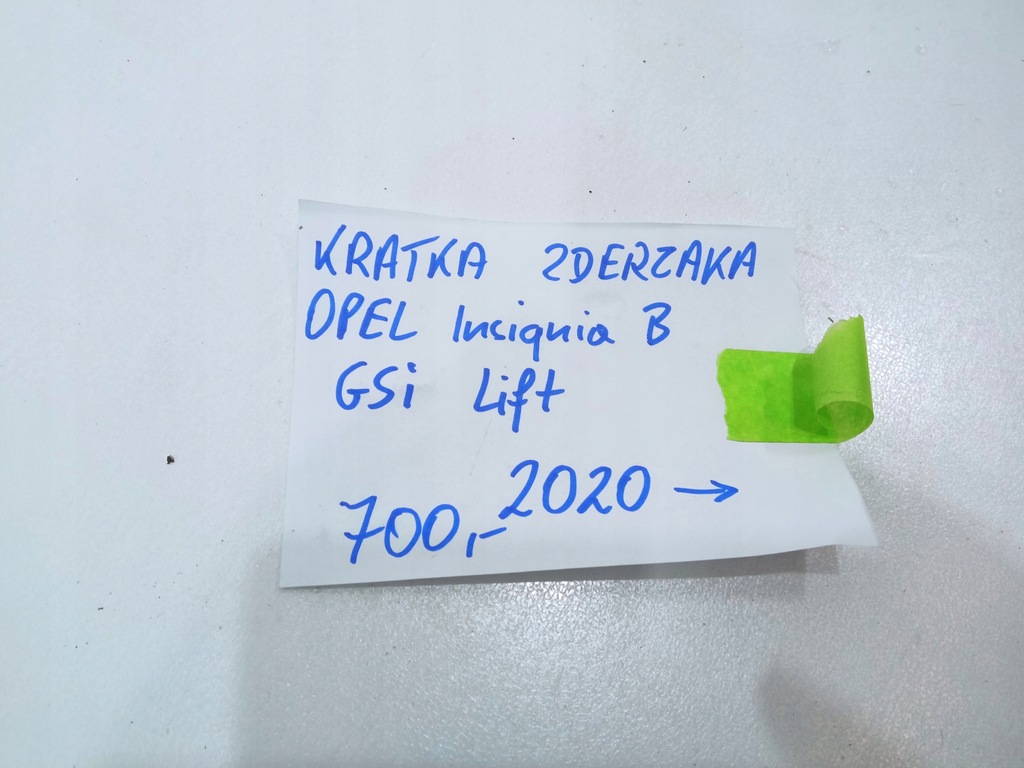 KRATKA ZDERZAKA
OPEL Insignia B
GSi Lift
2020 →
700,-